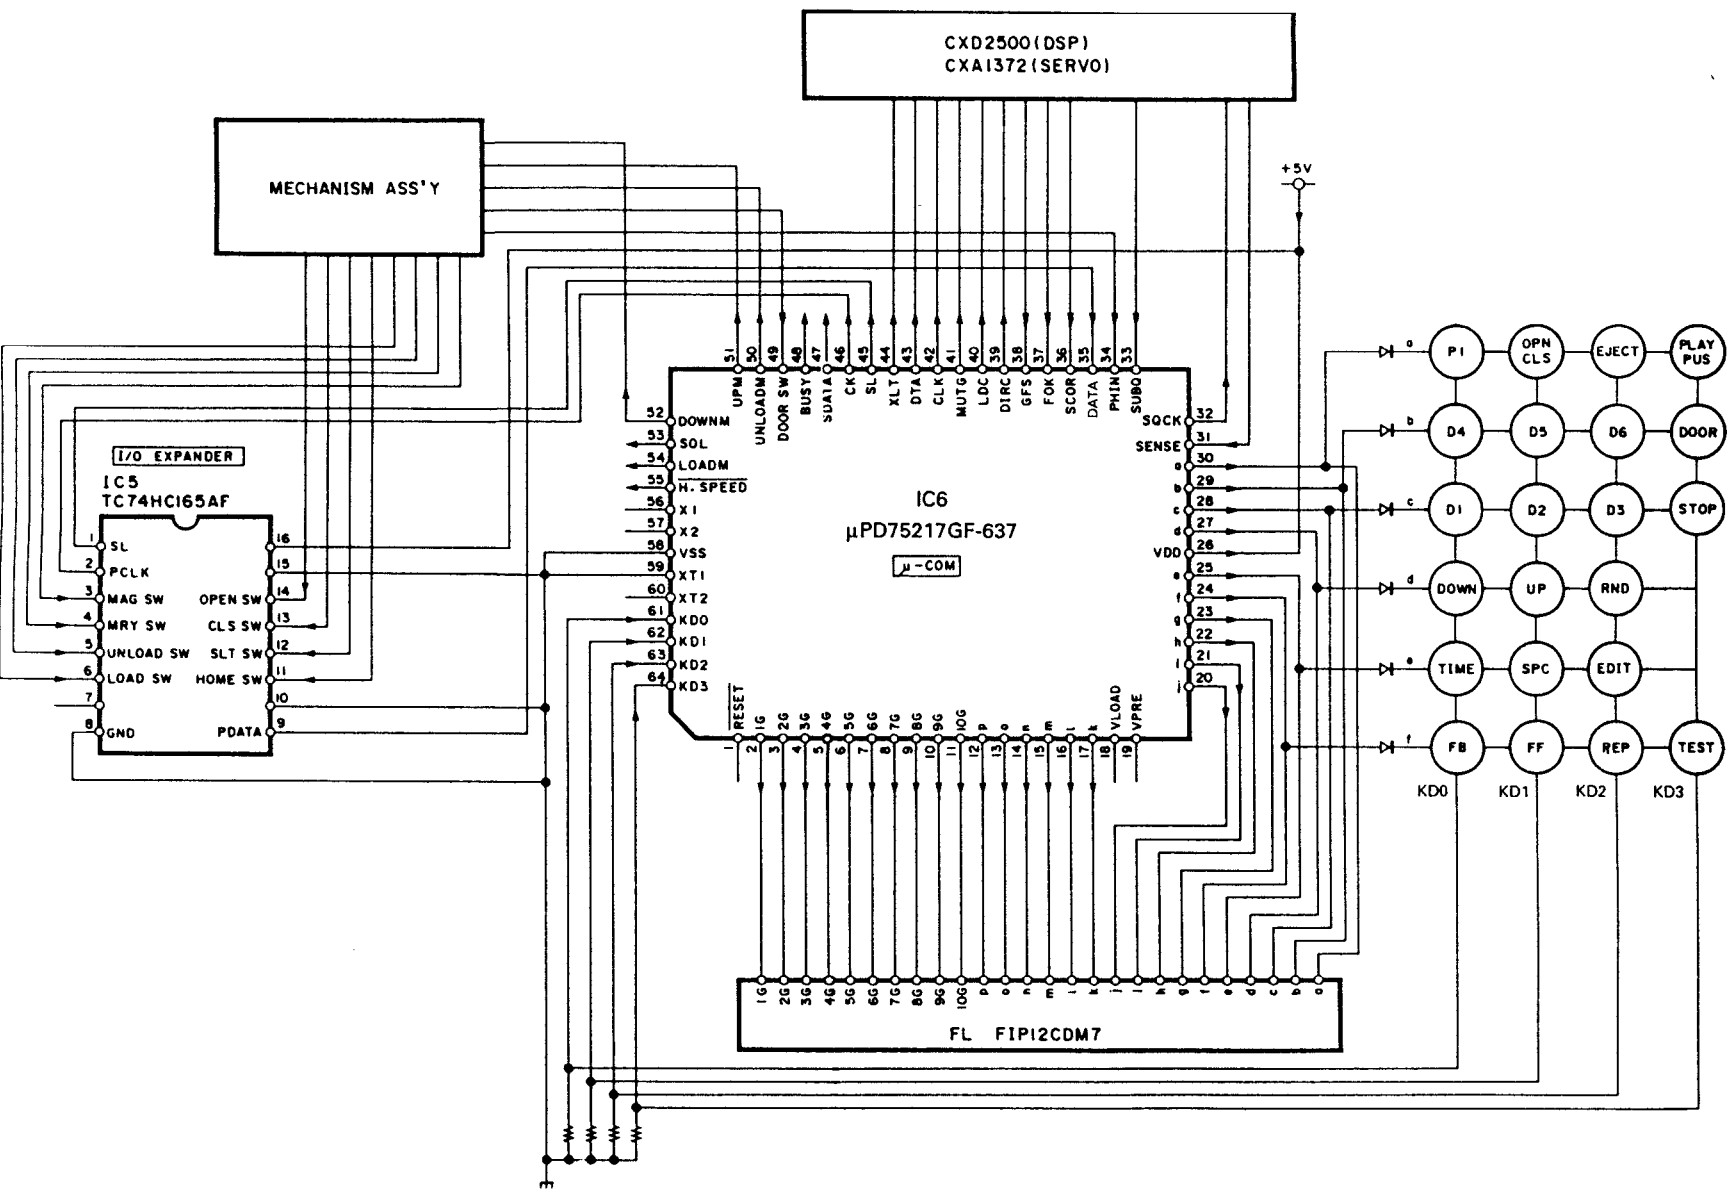 CXD2500(DSP)
CXA1372(SERVO)
MECHANISM ASS'Y
+5V
I/O EXPANDER
IC5
TC74HC165AF
1 SL
2 PCLK
3 MAG SW
4 MRY SW
5 UNLOAD SW
6 LOAD SW
7
8 GND
16
15
14 OPEN SW
13 CLS SW
12 SLT SW
11 HOME SW
10
9 PDATA
51 50 49 48 47 46 45 44 43 42 41 40 39 38 37 36 35 34 33
UPM UNLOADM DOOR SW BUSY SDATA CK SL XLT DTA CLK MUTG LDC DIRC GFS FOK SCOR DATA PHIN SUBQ
52 DOWNM
53 SOL
54 LOADM
55 H. SPEED
56 X1
57 X2
58 VSS
59 XT1
60 XT2
61 KD0
62 KD1
63 KD2
64 KD3
IC6
μPD75217GF-637
μ-COM
SQCK 32
SENSE 31
a 30
b 29
c 28
d 27
VDD 26
e 25
f 24
g 23
h 22
i 21
j 20
RESET 1G 2G 3G 4G 5G 6G 7G 8G 9G 10G p o n m l k VLOAD VPRE
1 2 3 4 5 6 7 8 9 10 11 12 13 14 15 16 17 18 19
1G 2G 3G 4G 5G 6G 7G 8G 9G 10G p o n m l k j i h g f e d c b a
FL FIP12CDM7
a P1 OPN CLS EJECT PLAY PUS
b D4 D5 D6 DOOR
c D1 D2 D3 STOP
d DOWN UP RND
e TIME SPC EDIT
f FB FF REP TEST
KD0 KD1 KD2 KD3